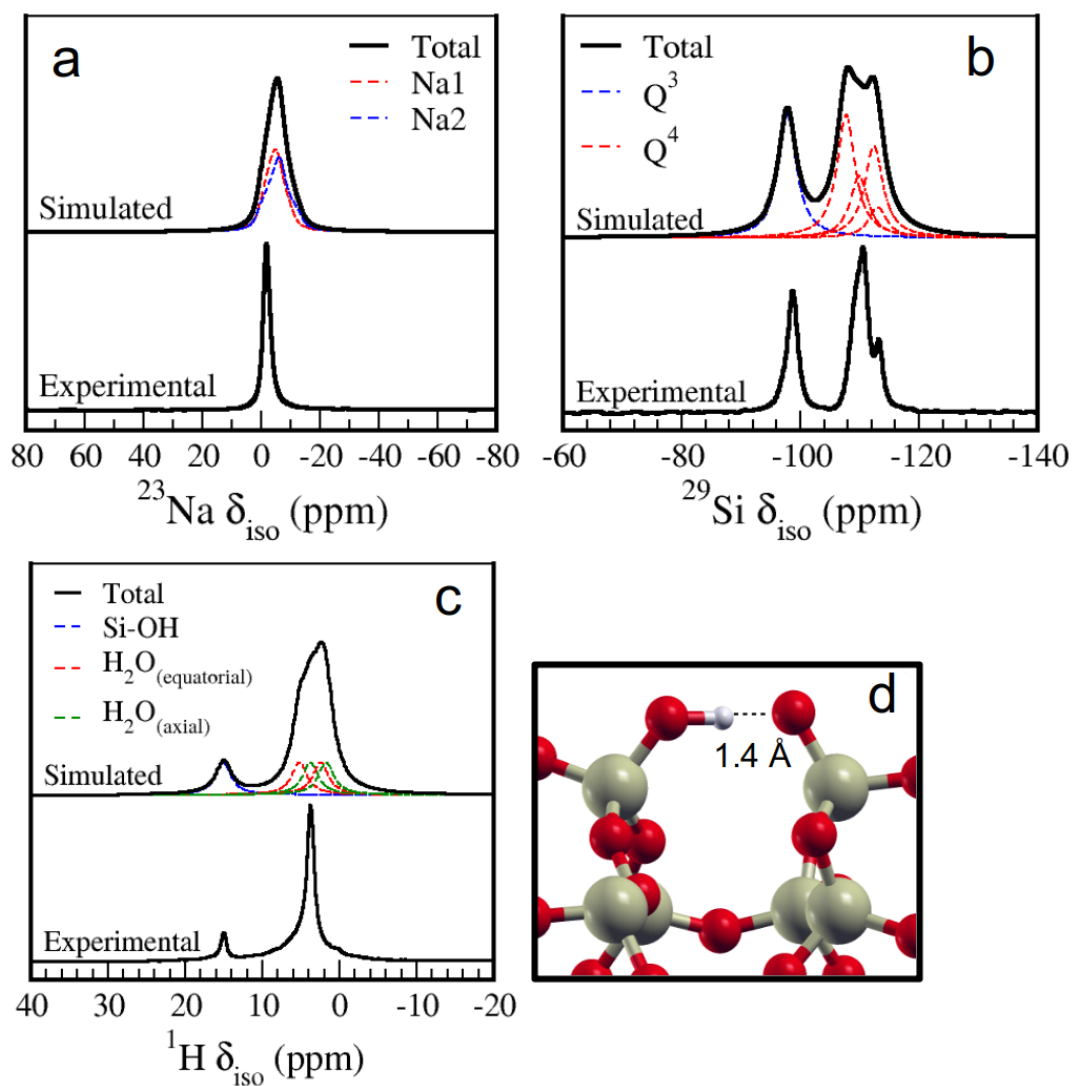 a
Total
Na1
Na2
Simulated
Experimental
80 60 40 20 0 -20 -40 -60 -80
²³Na δiso (ppm)
b
Total
Q³
Q⁴
Simulated
Experimental
-60 -80 -100 -120 -140
²⁹Si δiso (ppm)
c
Total
Si-OH
H₂O(equatorial)
H₂O(axial)
Simulated
Experimental
40 30 20 10 0 -10 -20
¹H δiso (ppm)
d
1.4 Å